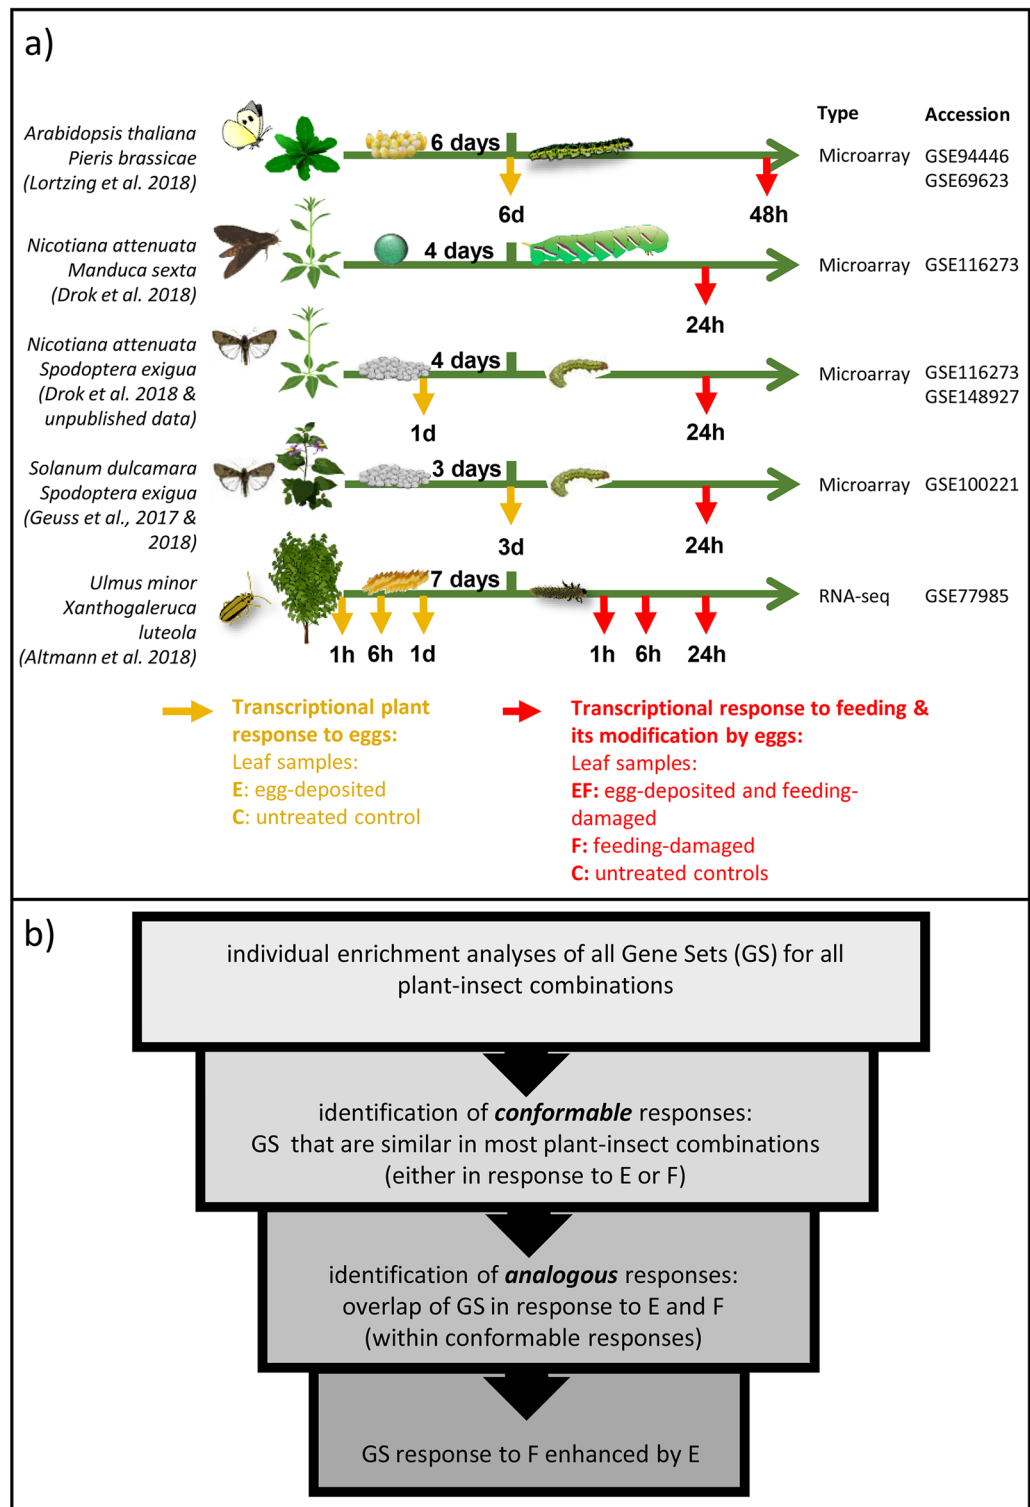 a)
Type
Accession
Arabidopsis thaliana
Pieris brassicae
(Lortzing et al. 2018)
6 days
6d
48h
Microarray
GSE94446
GSE69623
Nicotiana attenuata
Manduca sexta
(Drok et al. 2018)
4 days
24h
Microarray
GSE116273
Nicotiana attenuata
Spodoptera exigua
(Drok et al. 2018 &
unpublished data)
4 days
1d
24h
Microarray
GSE116273
GSE148927
Solanum dulcamara
Spodoptera exigua
(Geuss et al., 2017 &
2018)
3 days
3d
24h
Microarray
GSE100221
Ulmus minor
Xanthogaleruca
luteola
(Altmann et al. 2018)
7 days
1h 6h 1d
1h 6h 24h
RNA-seq
GSE77985
Transcriptional plant
response to eggs:
Leaf samples:
E: egg-deposited
C: untreated control
Transcriptional response to feeding &
its modification by eggs:
Leaf samples:
EF: egg-deposited and feeding-
damaged
F: feeding-damaged
C: untreated controls
b)
individual enrichment analyses of all Gene Sets (GS) for all
plant-insect combinations
identification of conformable responses:
GS that are similar in most plant-insect combinations
(either in response to E or F)
identification of analogous responses:
overlap of GS in response to E and F
(within conformable responses)
GS response to F enhanced by E